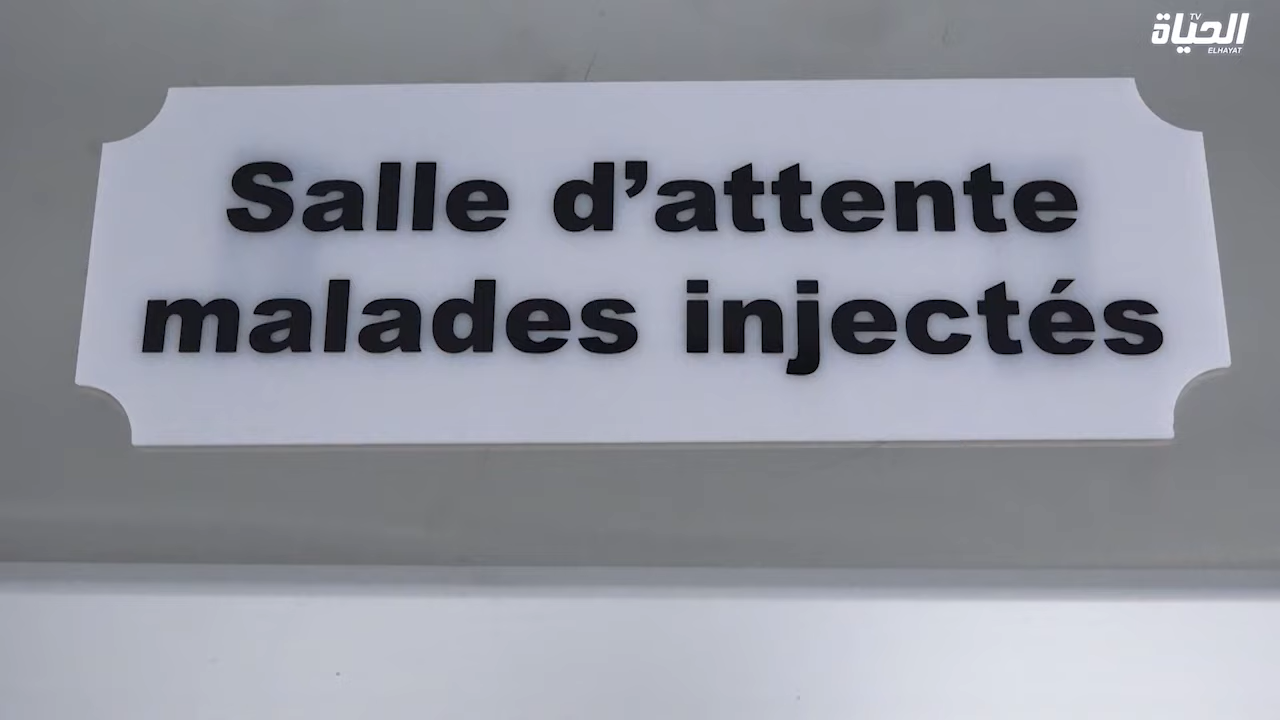 الحياة
TV
ELHAYAT
Salle d’attente
malades injectés